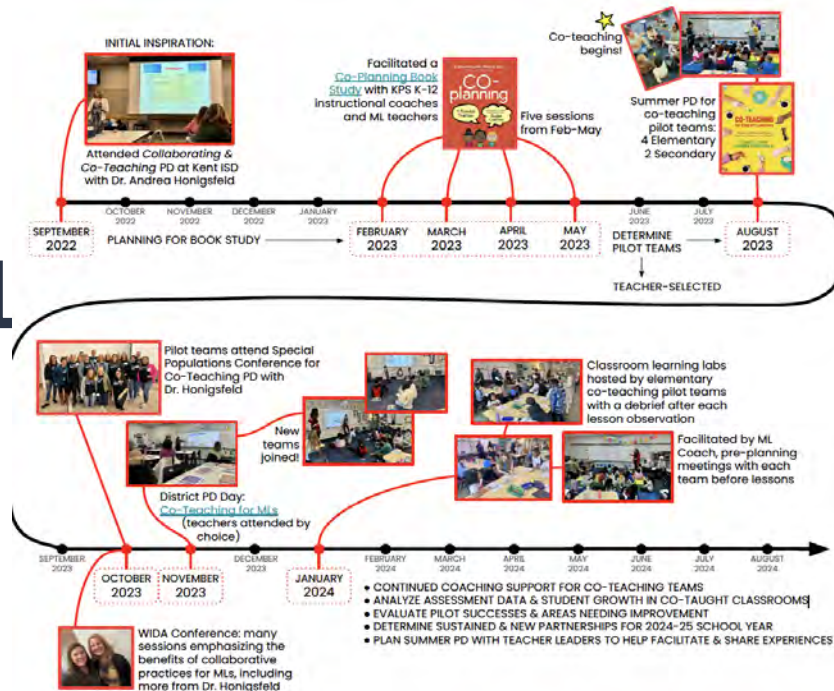 INITIAL INSPIRATION:
Attended Collaborating &
Co-Teaching PD at Kent ISD
with Dr. Andrea Honigsfeld
Facilitated a
Co-Planning Book
Study with KPS K-12
instructional coaches
and ML teachers
CO-
planning
Five sessions
from Feb-May
Co-teaching
begins!
Summer PD for
co-teaching
pilot teams:
4 Elementary
2 Secondary
CO-TEACHING
SEPTEMBER
2022
OCTOBER
2022
NOVEMBER
2022
DECEMBER
2022
JANUARY
2023
FEBRUARY
2023
MARCH
2023
APRIL
2023
MAY
2023
JUNE
2023
JULY
2023
AUGUST
2023
PLANNING FOR BOOK STUDY
DETERMINE
PILOT TEAMS
TEACHER-SELECTED
Pilot teams attend Special
Populations Conference for
Co-Teaching PD with
Dr. Honigsfeld
District PD Day:
Co-Teaching for MLs
(teachers attended by
choice)
New
teams
joined!
Classroom learning labs
hosted by elementary
co-teaching pilot teams
with a debrief after each
lesson observation
Facilitated by ML
Coach, pre-planning
meetings with each
team before lessons
SEPTEMBER
2023
OCTOBER
2023
NOVEMBER
2023
DECEMBER
2023
JANUARY
2024
FEBRUARY
2024
MARCH
2024
APRIL
2024
MAY
2024
JUNE
2024
JULY
2024
AUGUST
2024
WIDA Conference: many
sessions emphasizing the
benefits of collaborative
practices for MLs, including
more from Dr. Honigsfeld
• CONTINUED COACHING SUPPORT FOR CO-TEACHING TEAMS
• ANALYZE ASSESSMENT DATA & STUDENT GROWTH IN CO-TAUGHT CLASSROOMS
• EVALUATE PILOT SUCCESSES & AREAS NEEDING IMPROVEMENT
• DETERMINE SUSTAINED & NEW PARTNERSHIPS FOR 2024-25 SCHOOL YEAR
• PLAN SUMMER PD WITH TEACHER LEADERS TO HELP FACILITATE & SHARE EXPERIENCES